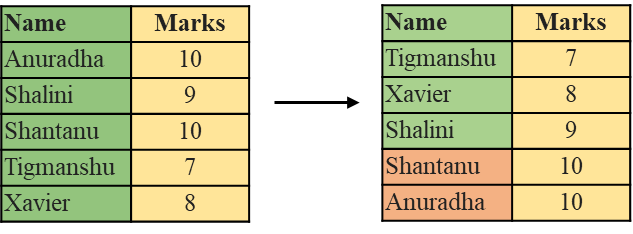 Name Marks
Anuradha 10
Shalini 9
Shantanu 10
Tigmanshu 7
Xavier 8
Name Marks
Tigmanshu 7
Xavier 8
Shalini 9
Shantanu 10
Anuradha 10